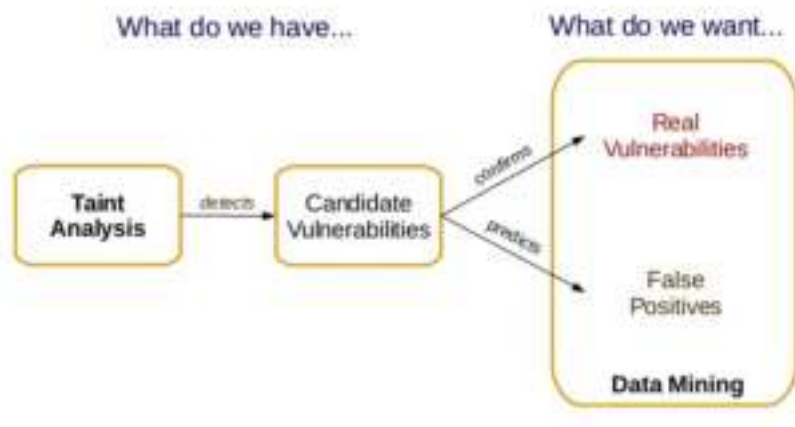 What do we have...
What do we want...
Taint
Analysis
detects
Candidate
Vulnerabilities
confirms
predicts
Real
Vulnerabilities
False
Positives
Data Mining